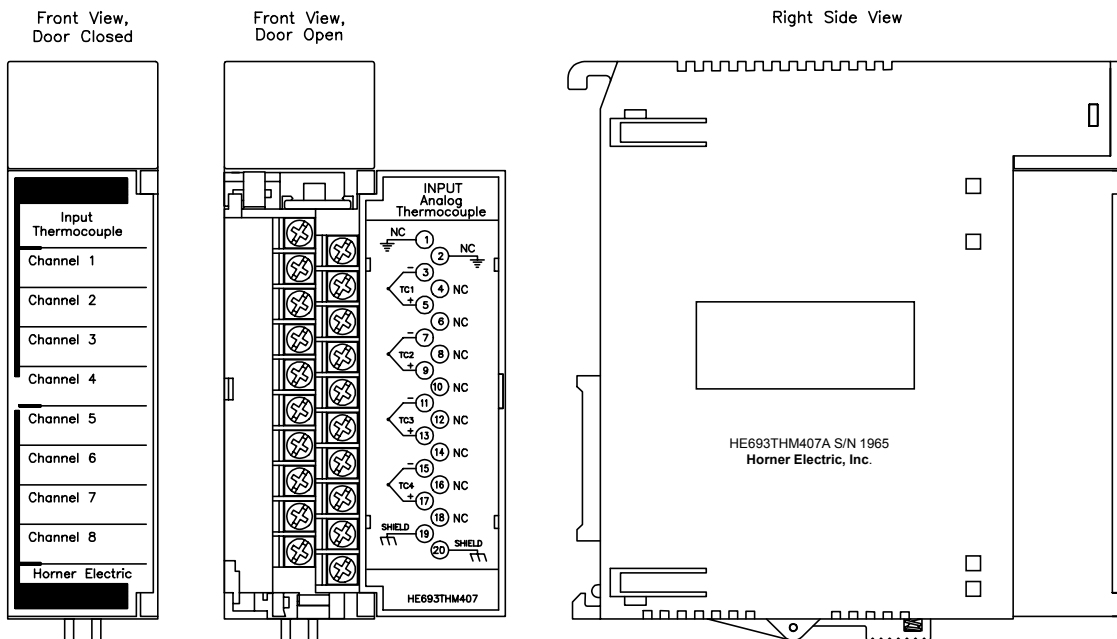 Front View,
Door Closed
Front View,
Door Open
Right Side View
Input
Thermocouple
Channel 1
Channel 2
Channel 3
Channel 4
Channel 5
Channel 6
Channel 7
Channel 8
Horner Electric
INPUT
Analog
Thermocouple
NC 1
2 NC
- 3
TC1 4 NC
+ 5
6 NC
- 7
TC2 8 NC
+ 9
10 NC
- 11
TC3 12 NC
+ 13
14 NC
- 15
TC4 16 NC
+ 17
18 NC
SHIELD 19
20 SHIELD
HE693THM407
HE693THM407A S/N 1965
Horner Electric, Inc.